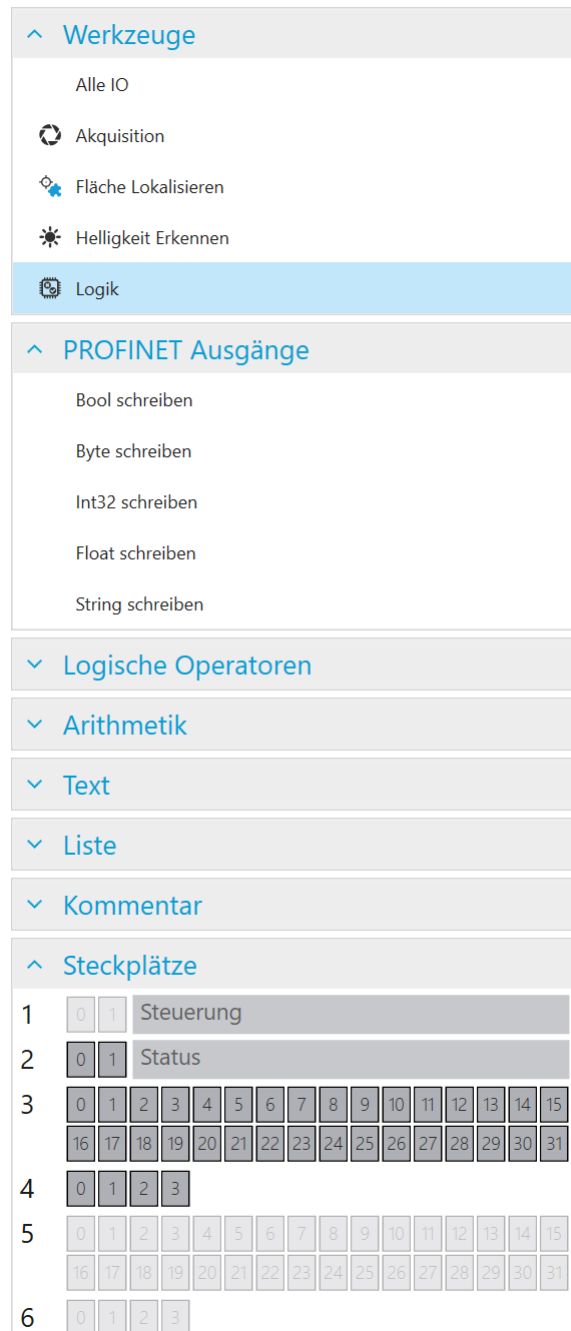 Werkzeuge
Alle IO
Akquisition
Fläche Lokalisieren
Helligkeit Erkennen
Logik
PROFINET Ausgänge
Bool schreiben
Byte schreiben
Int32 schreiben
Float schreiben
String schreiben
Logische Operatoren
Arithmetik
Text
Liste
Kommentar
Steckplätze
1 0 1 Steuerung
2 0 1 Status
3 0 1 2 3 4 5 6 7 8 9 10 11 12 13 14 15
16 17 18 19 20 21 22 23 24 25 26 27 28 29 30 31
4 0 1 2 3
5 0 1 2 3 4 5 6 7 8 9 10 11 12 13 14 15
16 17 18 19 20 21 22 23 24 25 26 27 28 29 30 31
6 0 1 2 3